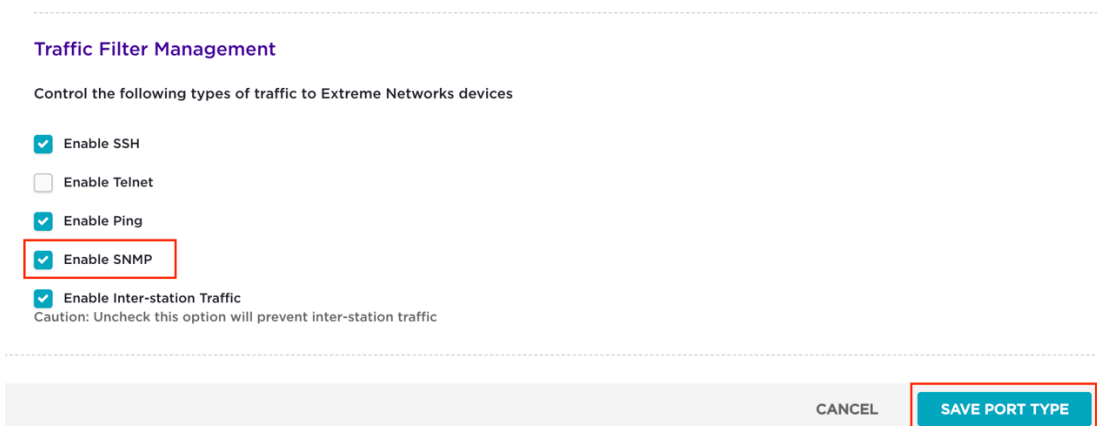 Traffic Filter Management
Control the following types of traffic to Extreme Networks devices
Enable SSH
Enable Telnet
Enable Ping
Enable SNMP
Enable Inter-station Traffic
Caution: Uncheck this option will prevent inter-station traffic
CANCEL SAVE PORT TYPE